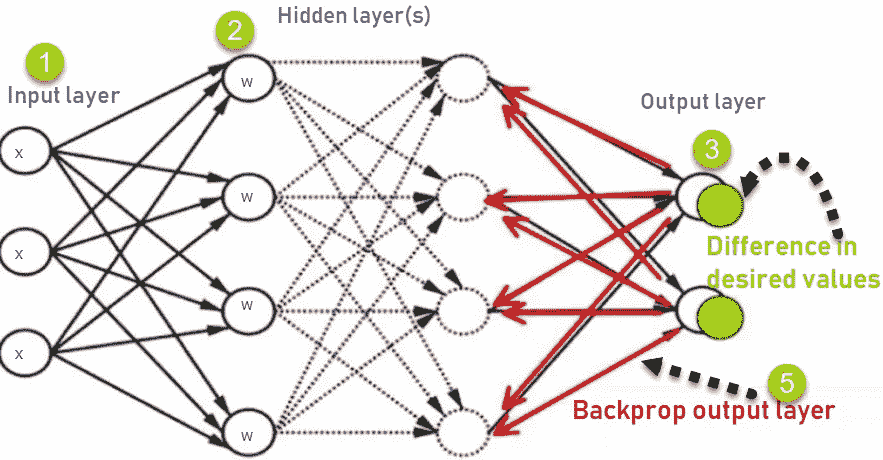 Hidden layer(s)
2
1
Input layer
w
Output layer
x
3
w
x
Difference in
desired values
w
x
5
Backprop output layer
w